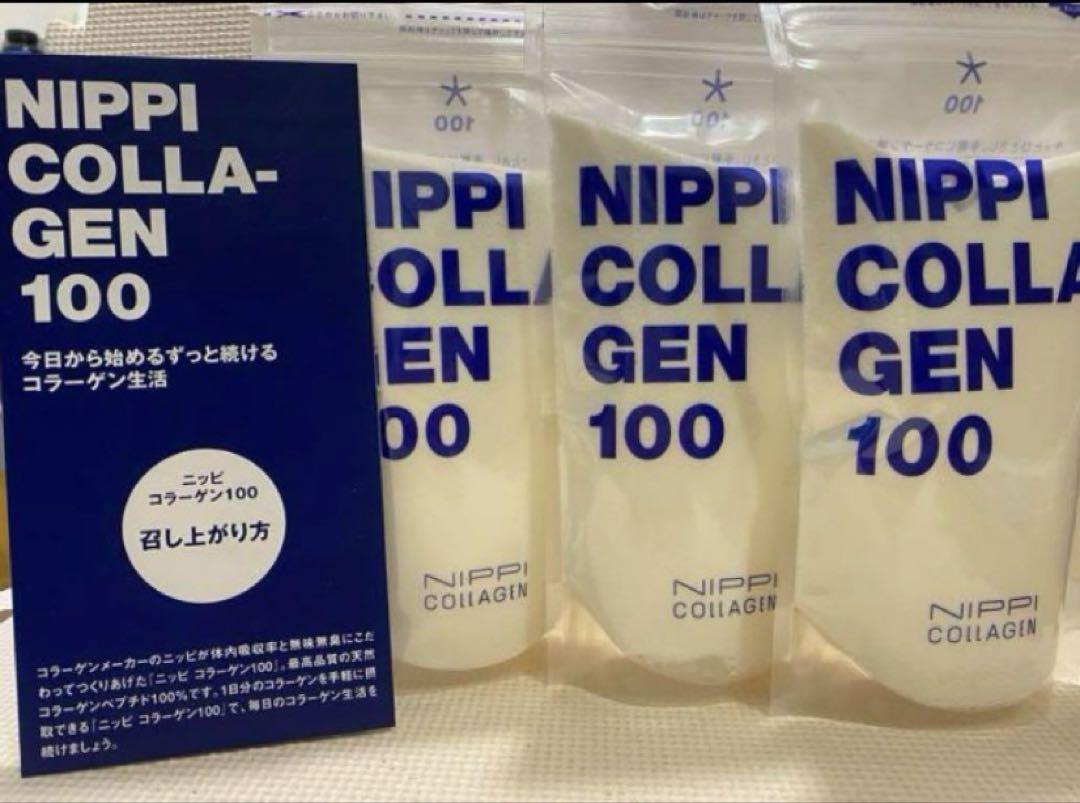 NIPPI
COLLA-
GEN
100
今日から始めるずっと続ける
コラーゲン生活
ニッピ
コラーゲン100
召し上がり方
コラーゲンメーカーのニッピが体内吸収率と無味無臭にこだ
わってつくりあげた「ニッピ コラーゲン100」。最高品質の天然
コラーゲンペプチド100%です。1日分のコラーゲンを手軽に摂
取できる「ニッピ コラーゲン100」で、毎日のコラーゲン生活を
続けましょう。
100
IPPI
OLLA
EN
00
NIPPI
COLLAGEN
100
NIPPI
COLL
GEN
100
NIPPI
COLLAGEN
100
NIPPI
COLLA
GEN
100
NIPPI
COLLAGEN